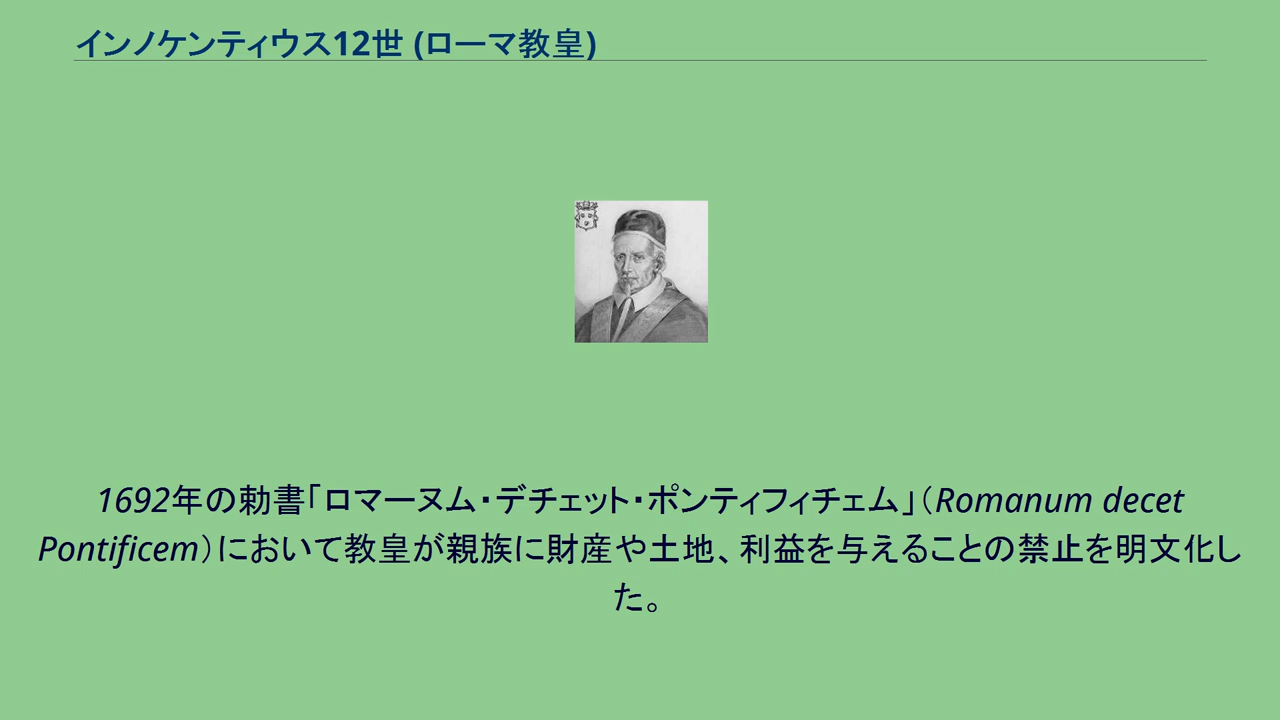 インノケンティウス12世 (ローマ教皇)
1692年の勅書「ロマーヌム・デチェット・ポンティフィチェム」（Romanum decet
Pontificem）において教皇が親族に財産や土地、利益を与えることの禁止を明文化し
た。